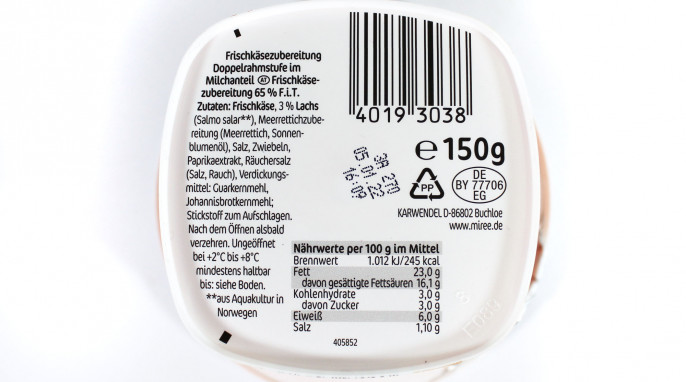 Frischkäsezubereitung
Doppelrahmstufe im
Milchanteil AT Frischkäse-
zubereitung 65 % F.i.T.
Zutaten: Frischkäse, 3 % Lachs
(Salmo salar**), Meerrettichzube-
reitung (Meerrettich, Sonnen-
blumenöl), Salz, Zwiebeln,
Paprikaextrakt, Räuchersalz
(Salz, Rauch), Verdickungs-
mittel: Guarkernmehl,
Johannisbrotkernmehl;
Stickstoff zum Aufschlagen.
Nach dem Öffnen alsbald
verzehren. Ungeöffnet
bei +2°C bis +8°C
mindestens haltbar
bis: siehe Boden.
**aus Aquakultur in
Norwegen
4019 3038
e 150g
PP
DE
BY 77706
EG
KARWENDEL D-86802 Buchloe
www.miree.de
Nährwerte per 100 g im Mittel
Brennwert 1.012 kJ/245 kcal
Fett 23,0 g
davon gesättigte Fettsäuren 16,1 g
Kohlenhydrate 3,0 g
davon Zucker 3,0 g
Eiweiß 6,0 g
Salz 1,10 g
405852